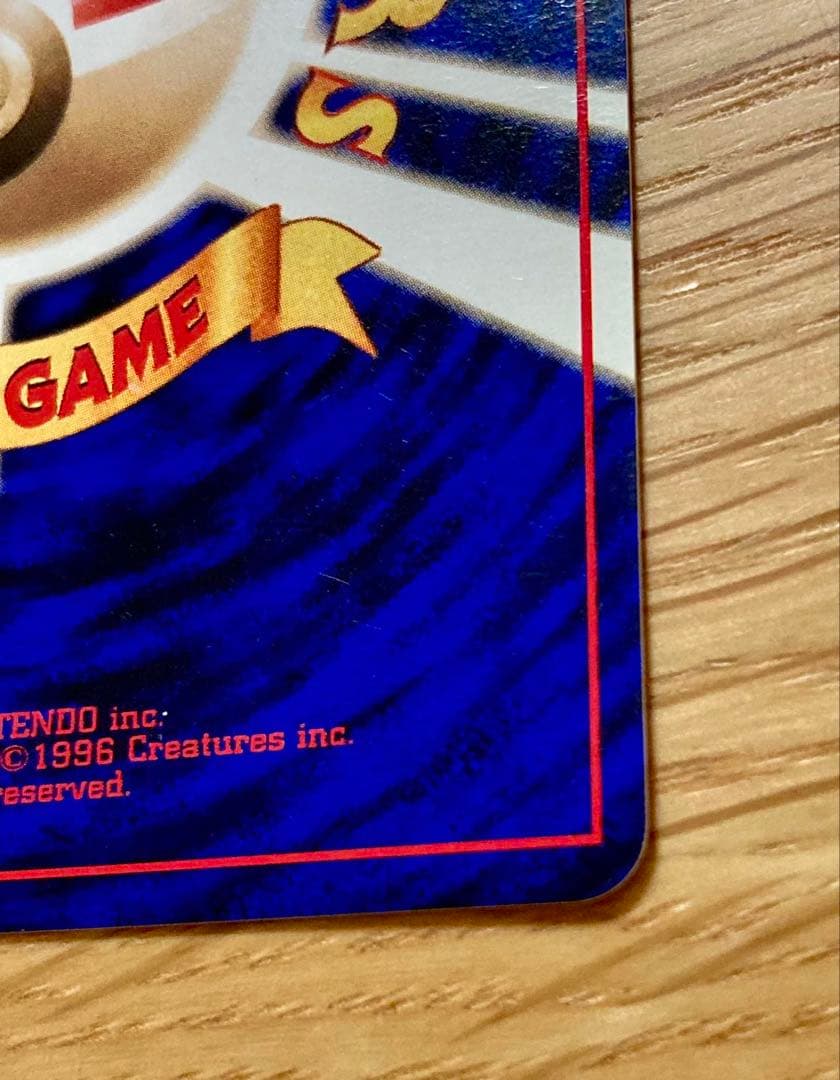 S
GAME
TENDO inc.
©1996 Creatures inc.
reserved.